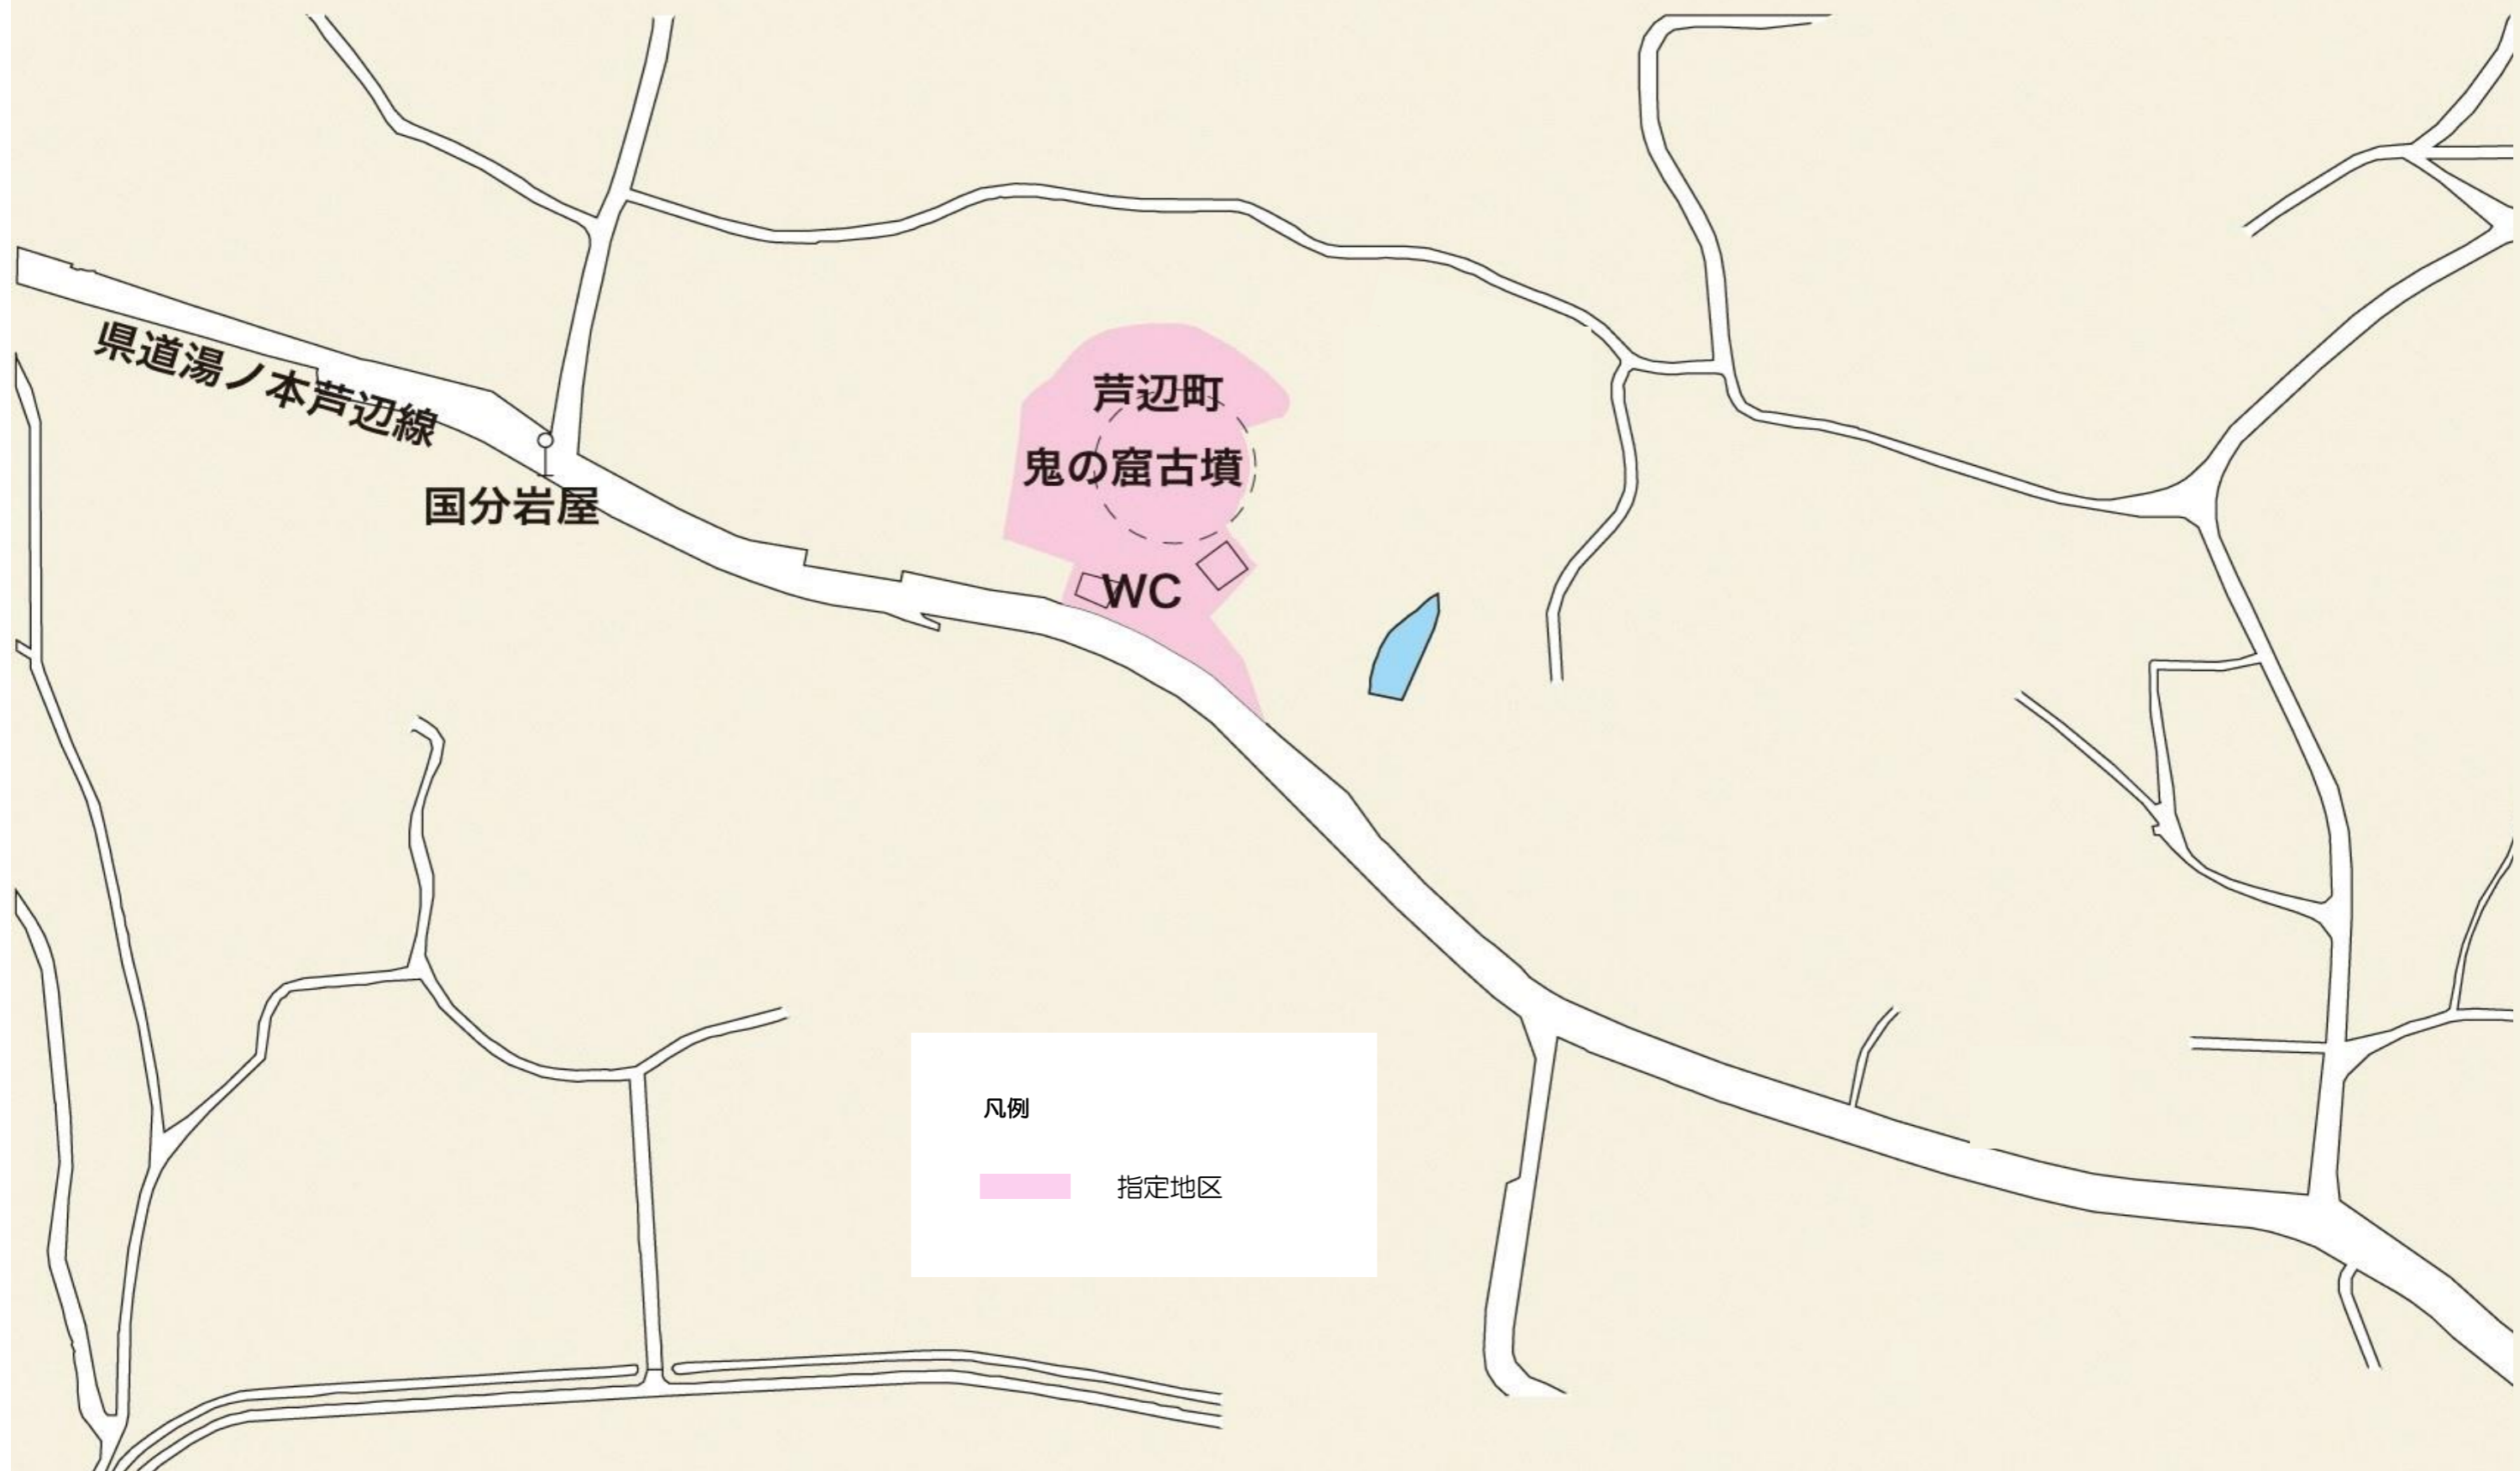 県道湯ノ本芦辺線
国分岩屋
芦辺町
鬼の窟古墳
WC
凡例
指定地区